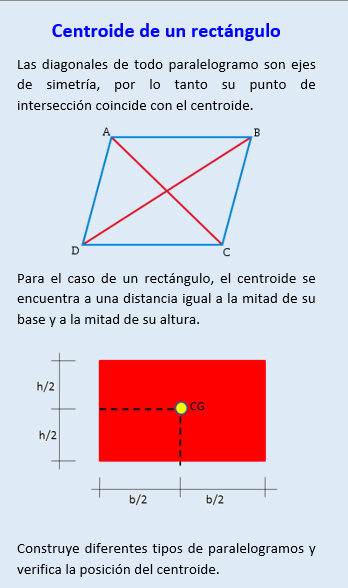 Centroide de un rectángulo
Las diagonales de todo paralelogramo son ejes
de simetría, por lo tanto su punto de
intersección coincide con el centroide.
A
B
D
C
Para el caso de un rectángulo, el centroide se
encuentra a una distancia igual a la mitad de su
base y a la mitad de su altura.
h/2
CG
h/2
b/2 b/2
Construye diferentes tipos de paralelogramos y
verifica la posición del centroide.